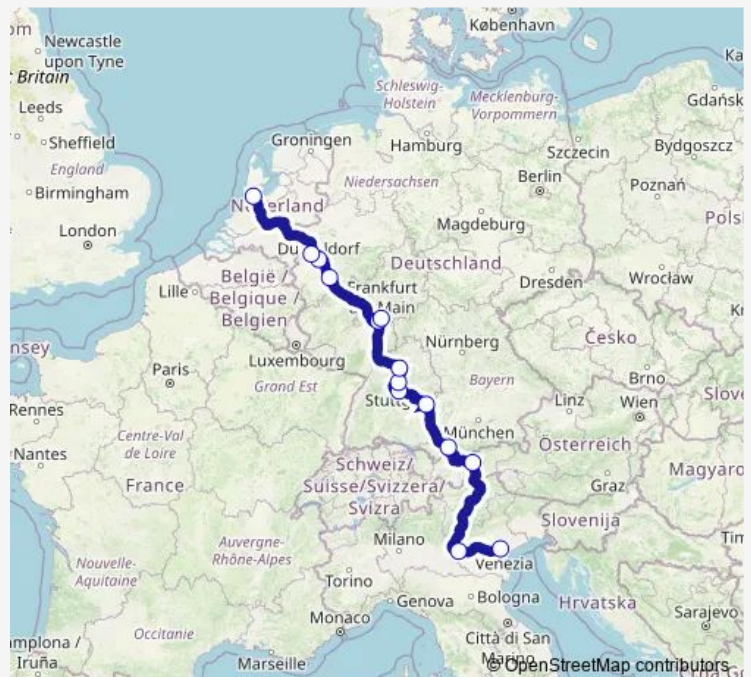 København
Newcastle
upon Tyne
Britain
Schleswig-
Holstein
Mecklenburg-
Vorpommern
Gdańsk
Leeds
Groningen
Hamburg
Sheffield
Szczecin
Bydgoszcz
England
Niedersachsen
Berlin
Poznań
Birmingham
London
Magdeburg
België /
Belgique /
Belgien
Deutschland
Lille
Frankfurt
Main
Dresden
Wrocław
Luxembourg
Nürnberg
Česko
Paris
Grand Est
Bayern
Brno
Rennes
Linz
Wien
München
Centre-Val
de Loire
Nantes
Österreich
Schweiz/
Suisse/Svizzera/
Svizra
France
Graz
Slovenija
Auvergne-
Rhône-Alpes
Milano
Nouvelle-
Aquitaine
Venezia
Torino
Genova
Bologna
Hrvatska
Monaco
Sarajevo
Occitanie
Città di San
Marino
Iruña
Marseille
© OpenStreetMap contributors